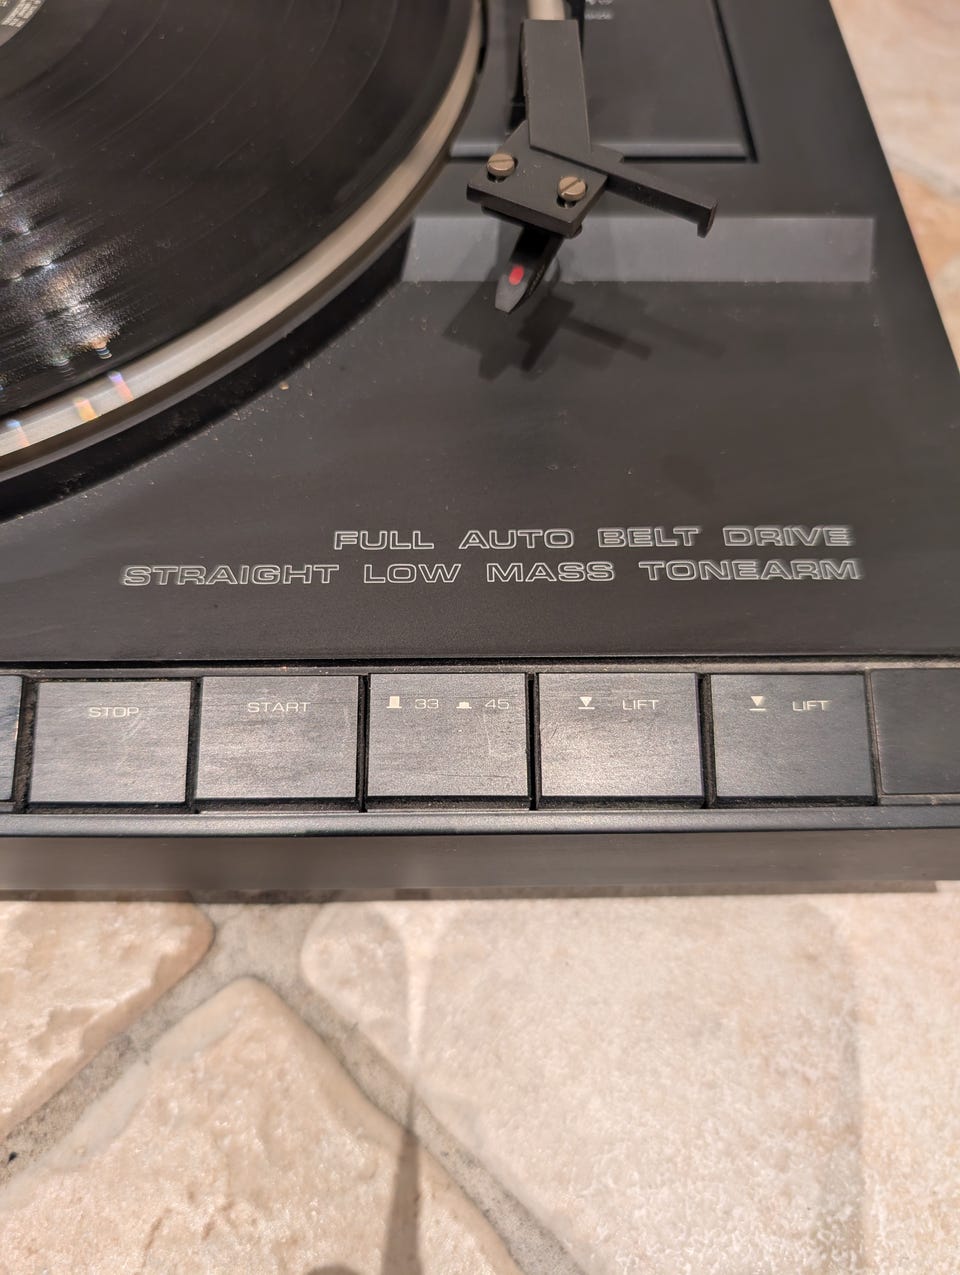 FULL AUTO BELT DRIVE
STRAIGHT LOW MASS TONEARM
STOP START 33 45 LIFT LIFT